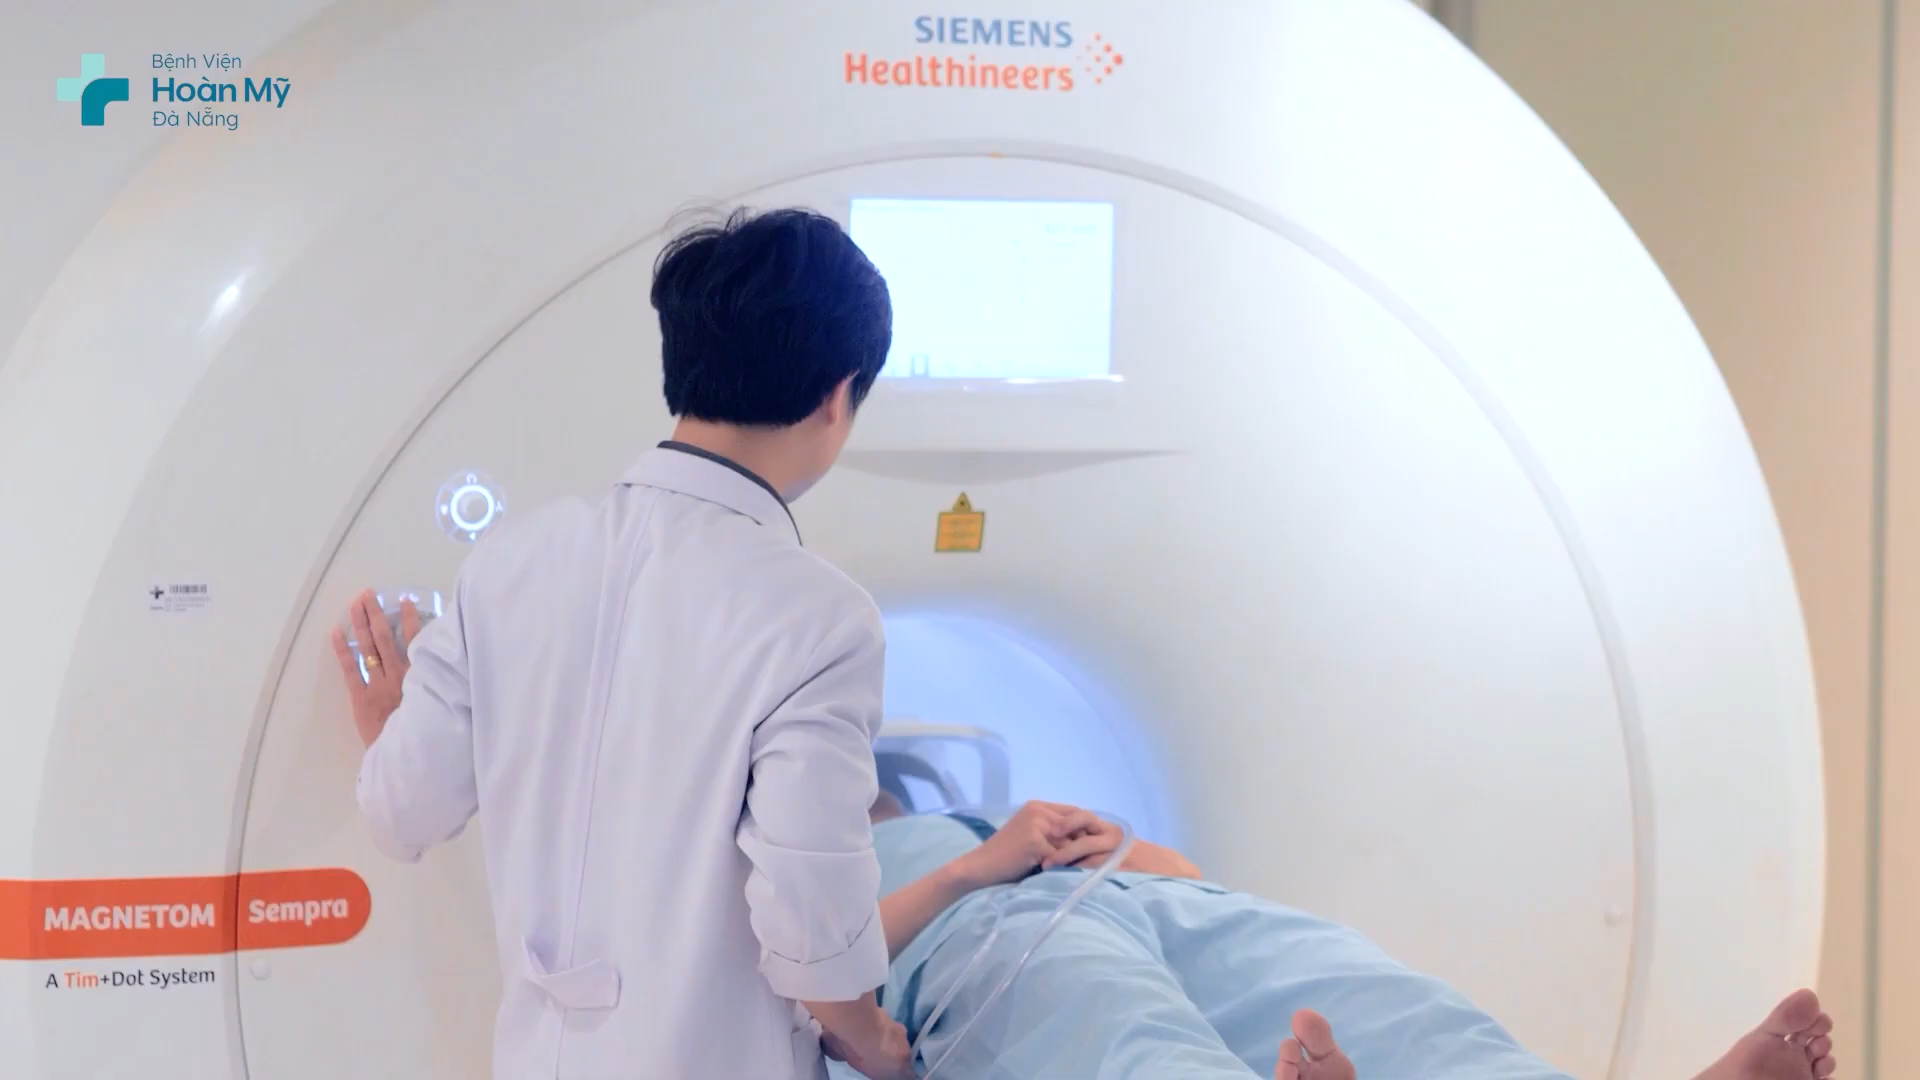 Bệnh Viện
Hoàn Mỹ
Đà Nẵng
SIEMENS
Healthineers
MAGNETOM Sempra
A Tim+Dot System